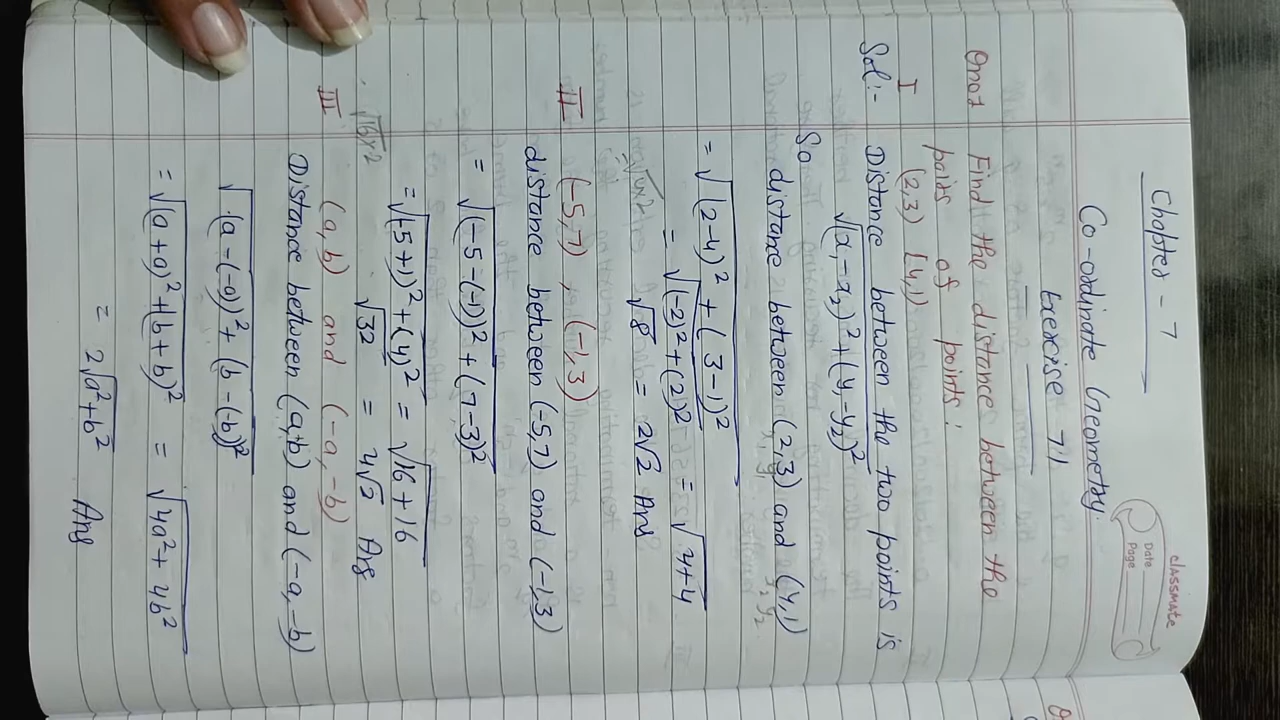 classmate
Date
Page
Chapter - 7
Co-ordinate Geometry.
Exercise 7.1
Qno1 Find the distance between the
pairs of points:
I (2,3) (4,1)
Sol:- Distance between the two points is
√(x₁-x₂)²+(y₁-y₂)²
So distance between (2,3) and (4,1)
x₁ y₁ x₂ y₂
= √(2-4)² + (3-1)²
= √(-2)²+(2)² = √4+4
√8 = 2√2 Ans
= √4x2
II (-5,7), (-1,3)
distance between (-5,7) and (-1,3)
= √(-5-(-1))² + (7-3)²
= √(-5+1)²+(4)² = √16+16
√16x2 √32 = 4√2 Ans
III (a,b) and (-a,-b)
Distance between (a,b) and (-a,-b)
√(a-(-a))² + (b-(-b))²
= √(a+a)²+(b+b)² = √4a²+4b²
= 2√a²+b² Ans